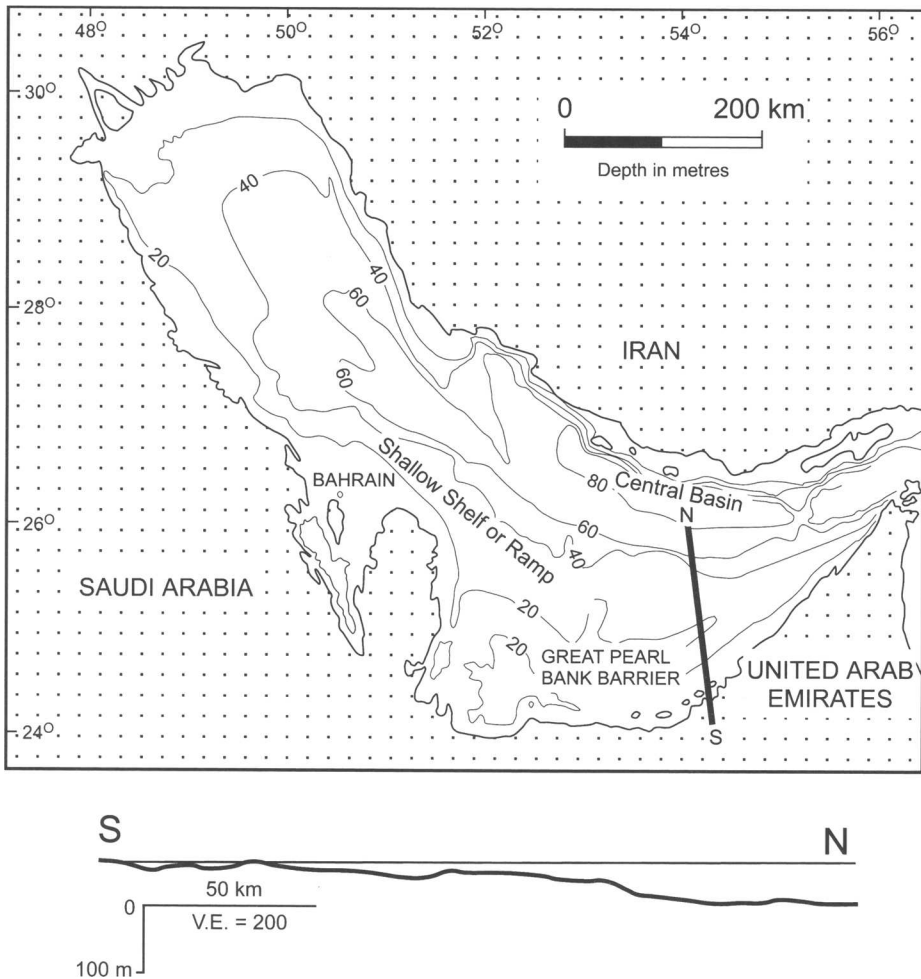 48° 50° 52° 54° 56°
30°
28°
26°
24°
0 200 km
Depth in metres
40
20
40
60
60
IRAN
80
Central Basin
N
60
40
BAHRAIN
Shallow Shelf or Ramp
SAUDI ARABIA
20
20
GREAT PEARL
BANK BARRIER
UNITED ARAB
EMIRATES
S
S N
50 km
0
V.E. = 200
100 m